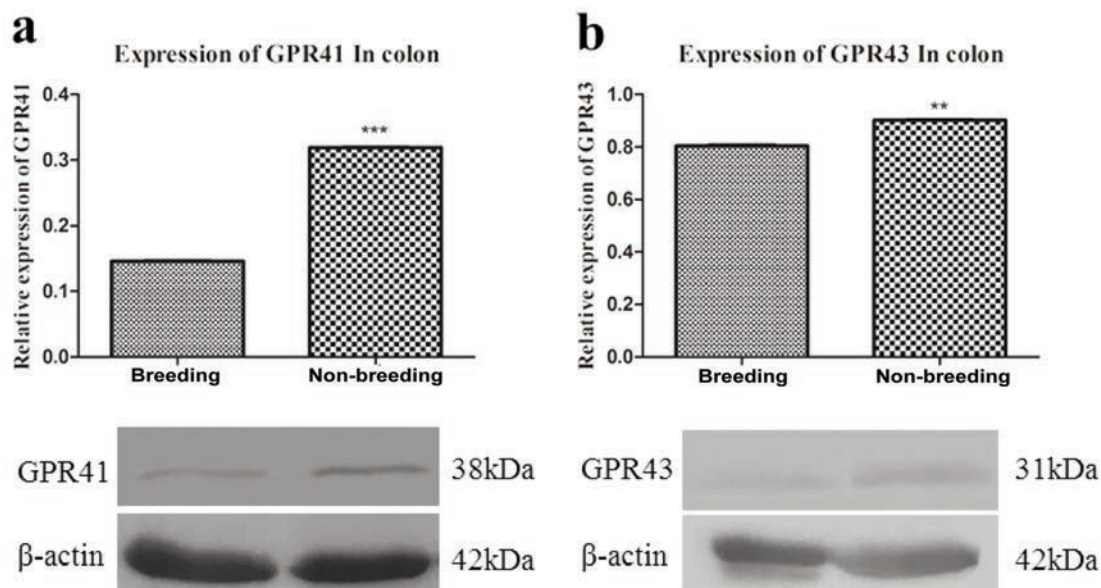 a
Expression of GPR41 In colon
Relative expression of GPR41
0.4
0.3
0.2
0.1
0.0
***
Breeding
Non-breeding
GPR41
38kDa
β-actin
42kDa
b
Expression of GPR43 In colon
Relative expression of GPR43
1.0
0.8
0.6
0.4
0.2
0.0
**
Breeding
Non-breeding
GPR43
31kDa
β-actin
42kDa